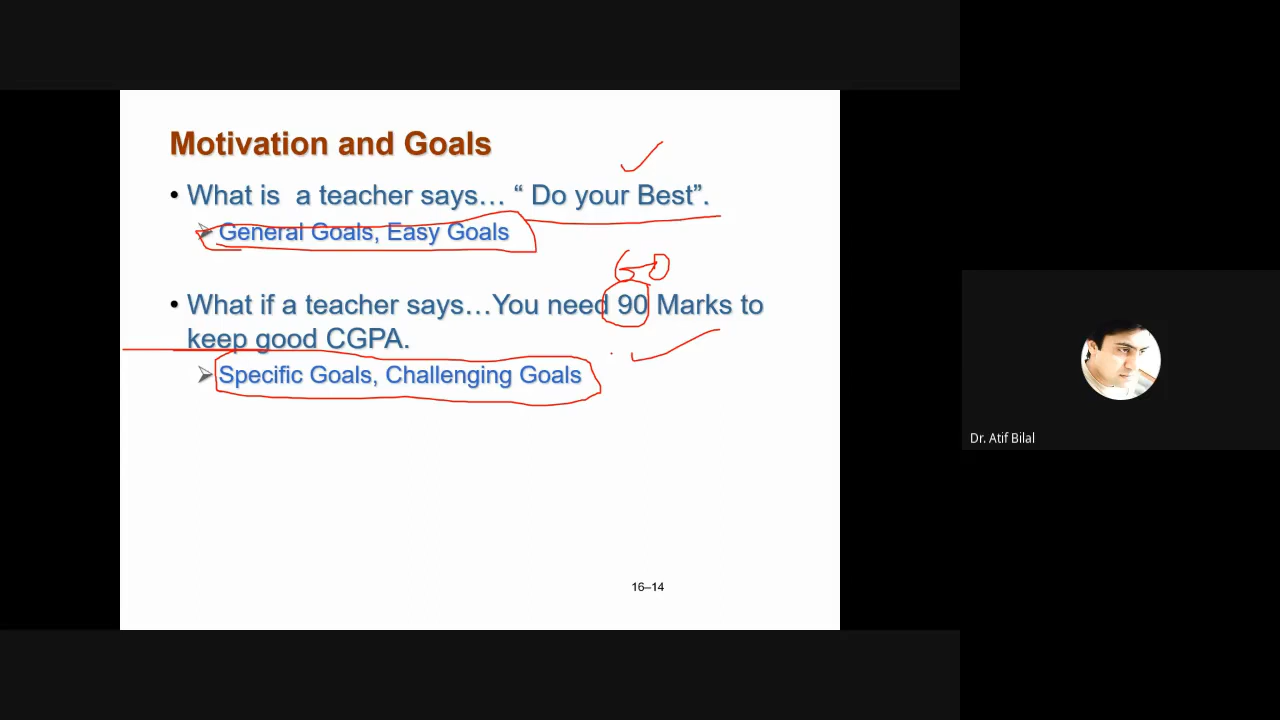 Motivation and Goals
• What is a teacher says… “ Do your Best”.
➢ General Goals, Easy Goals
60
• What if a teacher says…You need 90 Marks to
keep good CGPA.
➢ Specific Goals, Challenging Goals
Dr. Atif Bilal
16–14